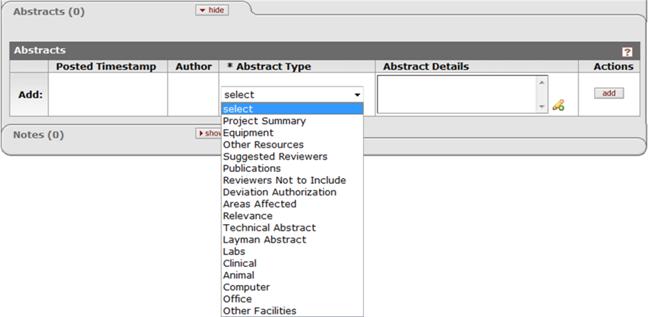 Abstracts (0)
hide
Abstracts
?
Posted Timestamp Author * Abstract Type Abstract Details Actions
Add: select add
select
Project Summary
Equipment
Other Resources
Suggested Reviewers
Publications
Reviewers Not to Include
Deviation Authorization
Areas Affected
Relevance
Technical Abstract
Layman Abstract
Labs
Clinical
Animal
Computer
Office
Other Facilities
Notes (0)